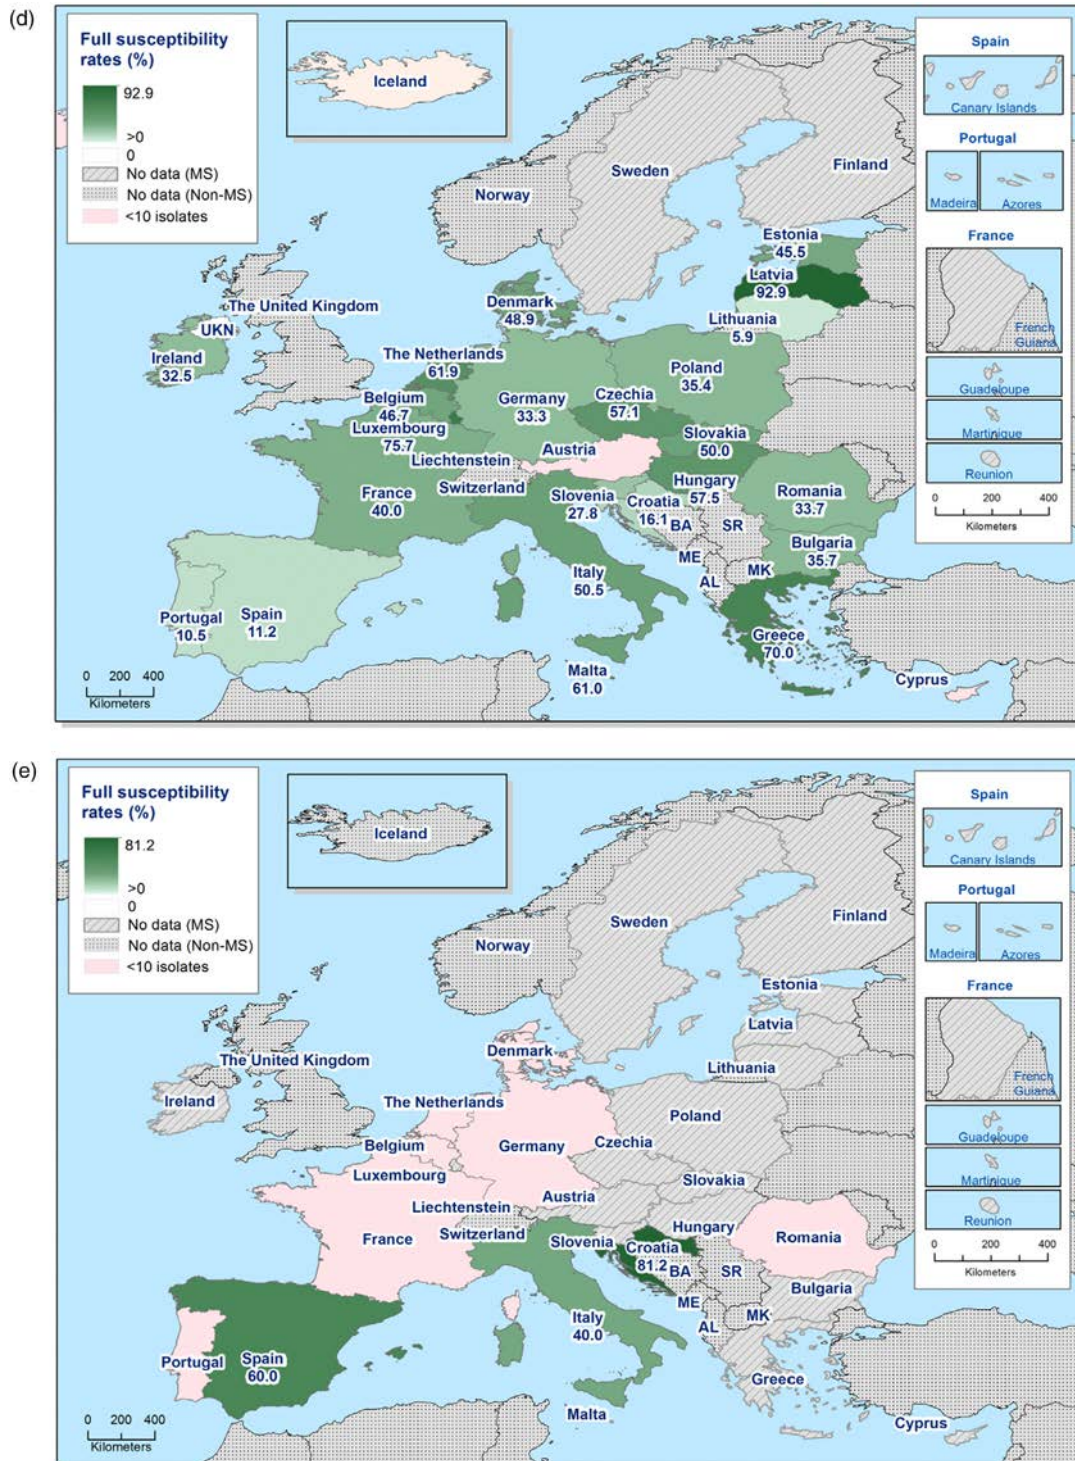 (d)
Full susceptibility
rates (%)
92.9
>0
0
No data (MS)
No data (Non-MS)
<10 isolates
Iceland
Sweden
Finland
Norway
Estonia
45.5
Latvia
92.9
Lithuania
5.9
Denmark
48.9
The United Kingdom
UKN
Ireland
32.5
The Netherlands
61.9
Poland
35.4
Belgium
46.7
Germany
33.3
Czechia
57.1
Luxembourg
75.7
Slovakia
50.0
Austria
Liechtenstein
Switzerland
Hungary
57.5
France
40.0
Slovenia
27.8
Croatia
16.1
Romania
33.7
BA
SR
Bulgaria
35.7
ME
MK
AL
Italy
50.5
Portugal
10.5
Spain
11.2
Greece
70.0
Malta
61.0
Cyprus
0 200 400
Kilometers
Spain
Canary Islands
Portugal
Madeira
Azores
France
French
Guiana
Guadeloupe
Martinique
Reunion
0 200 400
Kilometers
(e)
Full susceptibility
rates (%)
81.2
>0
0
No data (MS)
No data (Non-MS)
<10 isolates
Iceland
Sweden
Finland
Norway
Estonia
Latvia
Lithuania
Denmark
The United Kingdom
Ireland
The Netherlands
Poland
Belgium
Germany
Czechia
Luxembourg
Slovakia
Austria
Liechtenstein
Switzerland
Hungary
France
Slovenia
Croatia
81.2
Romania
BA
SR
Bulgaria
ME
MK
AL
Italy
40.0
Portugal
Spain
60.0
Greece
Malta
Cyprus
0 200 400
Kilometers
Spain
Canary Islands
Portugal
Madeira
Azores
France
French
Guiana
Guadeloupe
Martinique
Reunion
0 200 400
Kilometers